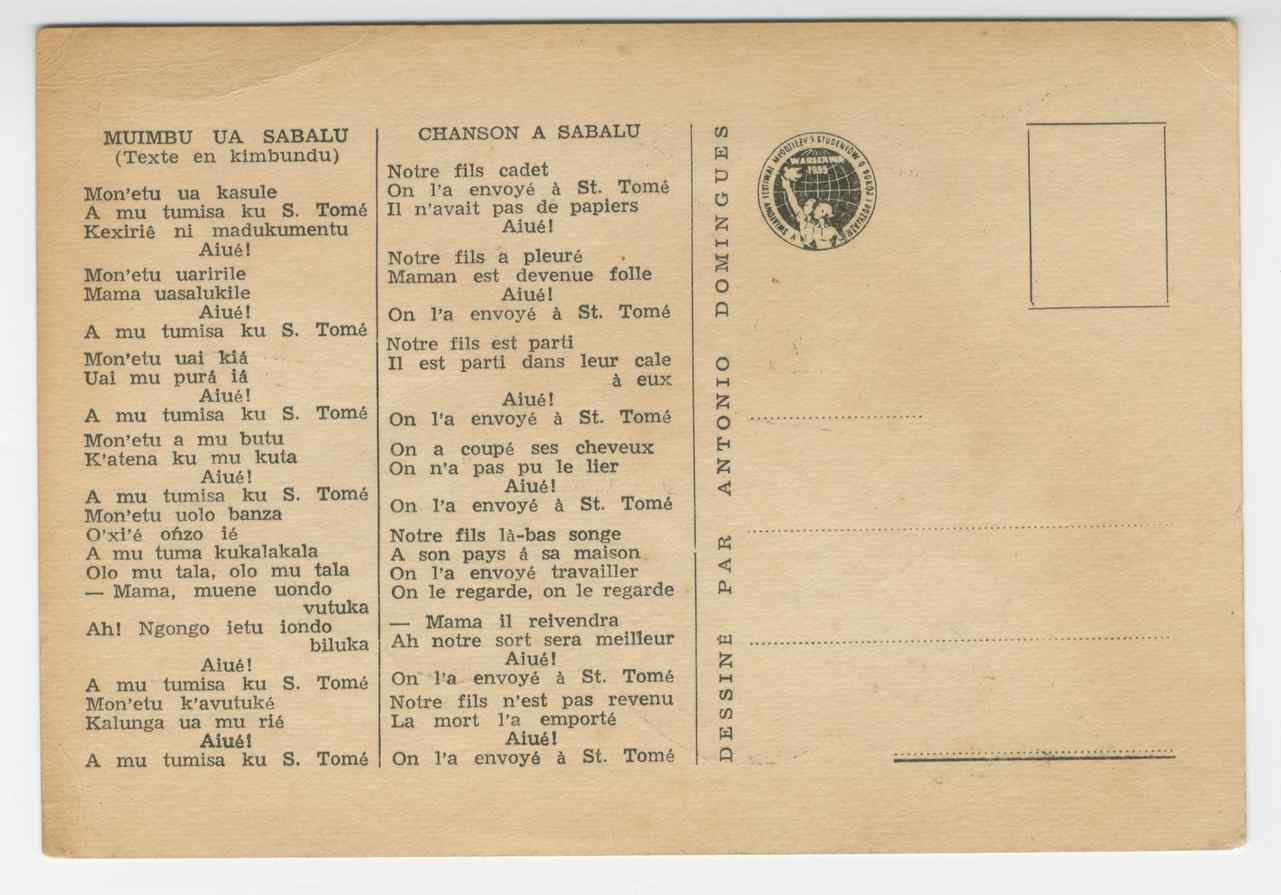 MUIMBU UA SABALU
(Texte en kimbundu)
Mon'etu ua kasule
A mu tumisa ku S. Tomé
Kexirié ni madukumentu
Aiué!
Mon'etu uaririle
Mama uasalukile
Aiué!
A mu tumisa ku S. Tomé
Mon'etu uai kiá
Uai mu purá iá
Aiué!
A mu tumisa ku S. Tomé
Mon'etu a mu butu
K'atena ku mu kuta
Aiué!
A mu tumisa ku S. Tomé
Mon'etu uolo banza
O'xi'é ońzo ié
A mu tuma kukalakala
Olo mu tala, olo mu tala
— Mama, muene uondo
vutuka
Ah! Ngongo ietu iondo
biluka
Aiué!
A mu tumisa ku S. Tomé
Mon'etu k'avutuké
Kalunga ua mu rié
Aiué!
A mu tumisa ku S. Tomé
CHANSON A SABALU
Notre fils cadet
On l'a envoyé à St. Tomé
Il n'avait pas de papiers
Aiué!
Notre fils a pleuré
Maman est devenue folle
Aiué!
On l'a envoyé à St. Tomé
Notre fils est parti
Il est parti dans leur cale
à eux
Aiué!
On l'a envoyé à St. Tomé
On a coupé ses cheveux
On n'a pas pu le lier
Aiué!
On l'a envoyé à St. Tomé
Notre fils là-bas songe
A son pays á sa maison
On l'a envoyé travailler
On le regarde, on le regarde
— Mama il reivendra
Ah notre sort sera meilleur
Aiué!
On l'a envoyé à St. Tomé
Notre fils n'est pas revenu
La mort l'a emporté
Aiué!
On l'a envoyé à St. Tomé
DESSINÉ PAR ANTONIO DOMINGUES
V ŚWIATOWY FESTIWAL MŁODZIEŻY I STUDENTÓW O POKÓJ I PRZYJAŹŃ
WARSZAWA
1955